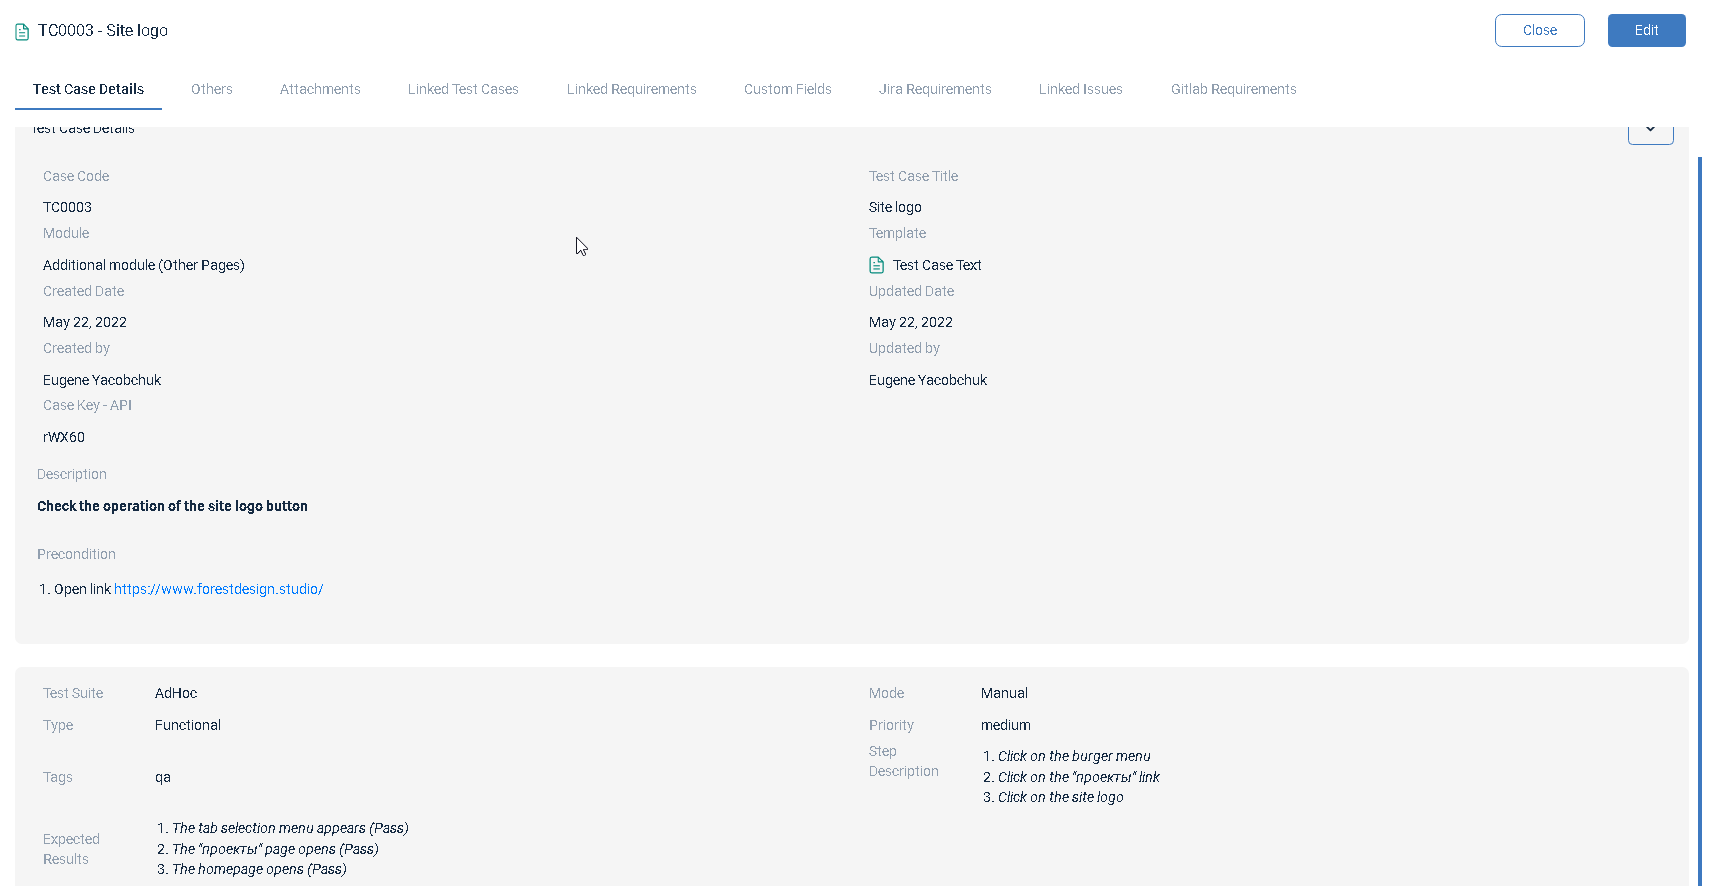 TC0003 - Site logo
Close
Edit
Test Case Details
Others
Attachments
Linked Test Cases
Linked Requirements
Custom Fields
Jira Requirements
Linked Issues
Gitlab Requirements
Test Case Details
Case Code
Test Case Title
TC0003
Site logo
Module
Template
Additional module (Other Pages)
Test Case Text
Created Date
Updated Date
May 22, 2022
May 22, 2022
Created by
Updated by
Eugene Yacobchuk
Eugene Yacobchuk
Case Key - API
rWX60
Description
Check the operation of the site logo button
Precondition
1. Open link https://www.forestdesign.studio/
Test Suite
AdHoc
Mode
Manual
Type
Functional
Priority
medium
Step
Description
1. Click on the burger menu
2. Click on the "проекты" link
3. Click on the site logo
Tags
qa
Expected
Results
1. The tab selection menu appears (Pass)
2. The "проекты" page opens (Pass)
3. The homepage opens (Pass)